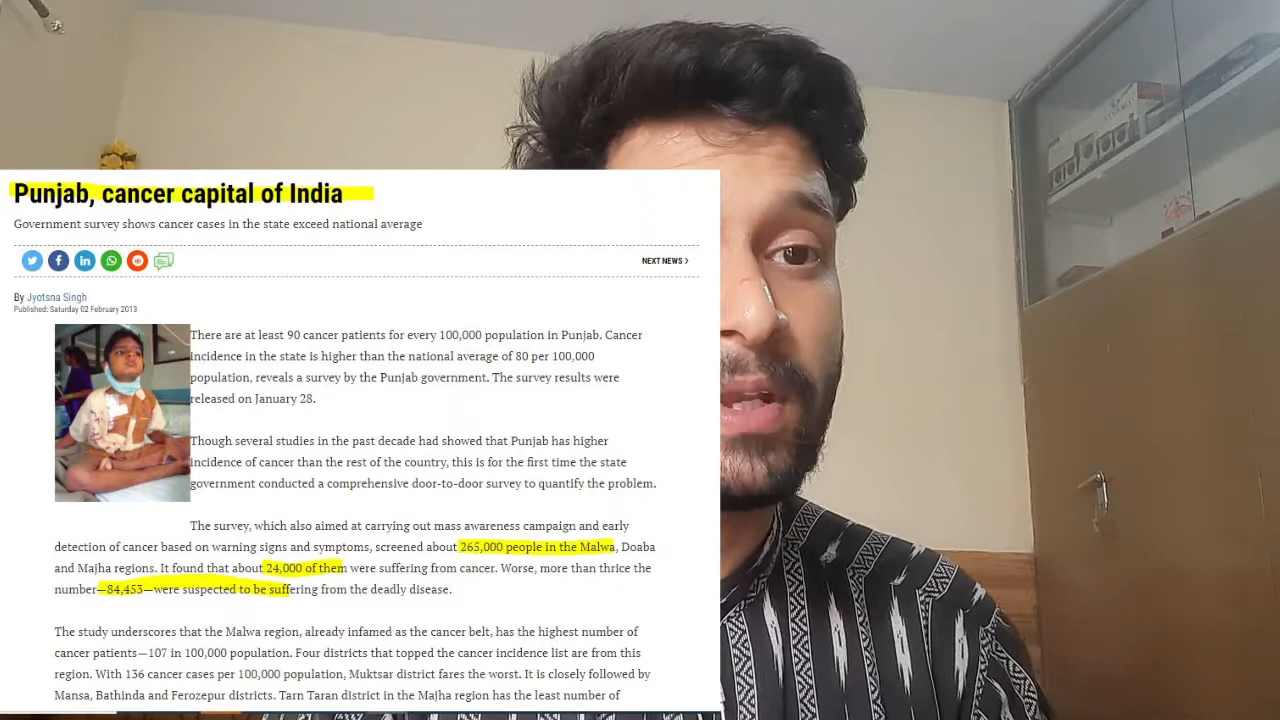 Punjab, cancer capital of India
Government survey shows cancer cases in the state exceed national average
NEXT NEWS
By Jyotsna Singh
Published: Saturday 02 February 2013
There are at least 90 cancer patients for every 100,000 population in Punjab. Cancer
incidence in the state is higher than the national average of 80 per 100,000
population, reveals a survey by the Punjab government. The survey results were
released on January 28.
Though several studies in the past decade had showed that Punjab has higher
incidence of cancer than the rest of the country, this is for the first time the state
government conducted a comprehensive door-to-door survey to quantify the problem.
The survey, which also aimed at carrying out mass awareness campaign and early
detection of cancer based on warning signs and symptoms, screened about 265,000 people in the Malwa, Doaba
and Majha regions. It found that about 24,000 of them were suffering from cancer. Worse, more than thrice the
number—84,453—were suspected to be suffering from the deadly disease.
The study underscores that the Malwa region, already infamed as the cancer belt, has the highest number of
cancer patients—107 in 100,000 population. Four districts that topped the cancer incidence list are from this
region. With 136 cancer cases per 100,000 population, Muktsar district fares the worst. It is closely followed by
Mansa, Bathinda and Ferozepur districts. Tarn Taran district in the Majha region has the least number of